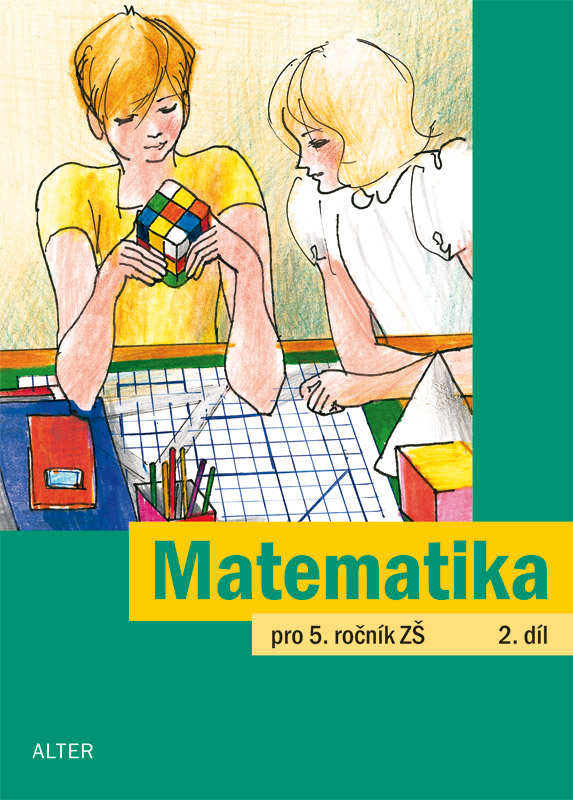 Matematika
pro 5. ročník ZŠ 2. díl
ALTER